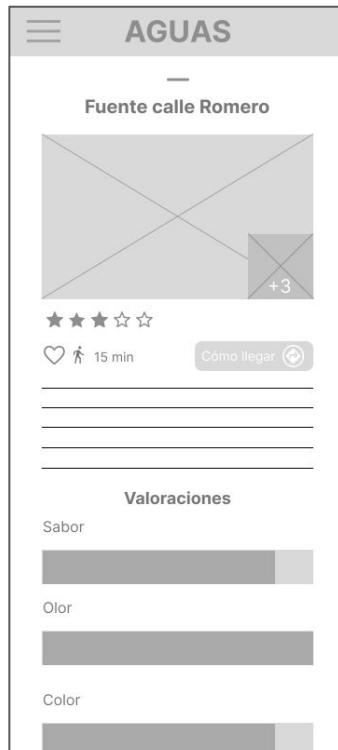 AGUAS
Fuente calle Romero
+3
15 min
Cómo llegar
Valoraciones
Sabor
Olor
Color